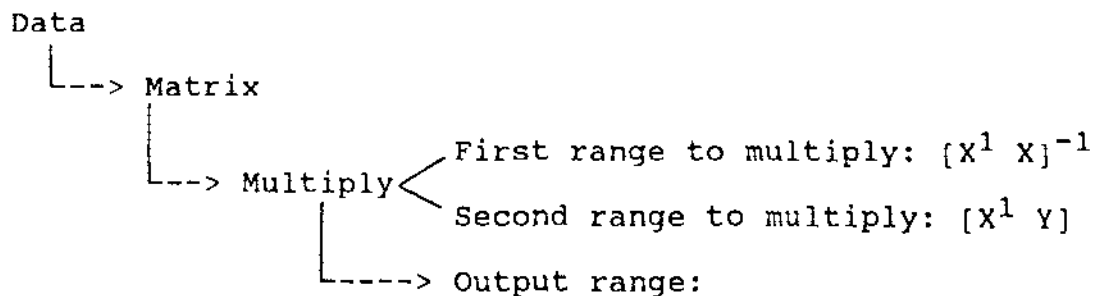 Data
---> Matrix
---> Multiply
First range to multiply: [X¹ X]⁻¹
Second range to multiply: [X¹ Y]
----> Output range: